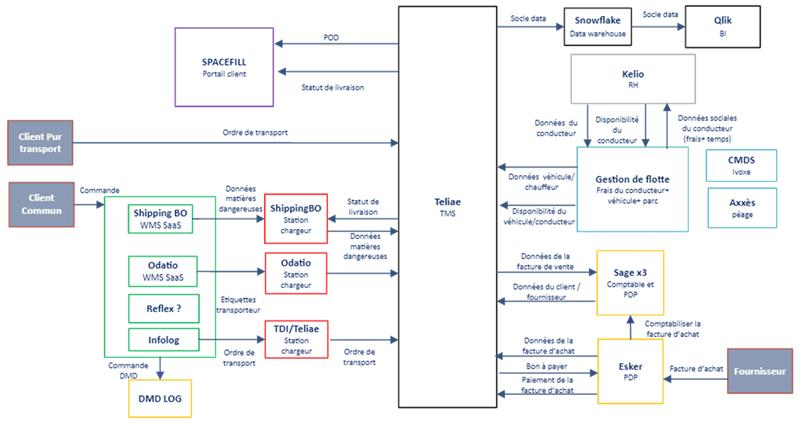 Socle data
Snowflake
Data warehouse
Socle data
Qlik
BI
SPACEFILL
Portail client
POD
Statut de livraison
Kelio
RH
Données du
conducteur
Disponibilité
du
conducteur
Données sociales
du conducteur
(frais+ temps)
Client Pur
transport
Ordre de transport
Client
Commun
Commande
Teliae
TMS
Données véhicule/
chauffeur
Disponibilité du
véhicule/conducteur
Gestion de flotte
Frais du conducteur+
véhicule+ parc
CMDS
Ivoxe
Axxès
péage
Shipping BO
WMS SaaS
Données
matières
dangereuses
ShippingBO
Station
chargeur
Statut de
livraison
Données
matières
dangereuses
Odatio
WMS SaaS
Odatio
Station
chargeur
Reflex ?
Etiquettes
transporteur
Infolog
Ordre de
transport
TDI/Teliae
Station
chargeur
Ordre de
transport
Commande
DMD
DMD LOG
Données de la
facture de vente
Données du client /
fournisseur
Sage x3
Comptable et
PDP
Comptabiliser la
facture d'achat
Données de la
facture d'achat
Bon à payer
Paiement de la
facture d'achat
Esker
PDP
Facture d'achat
Fournisseur